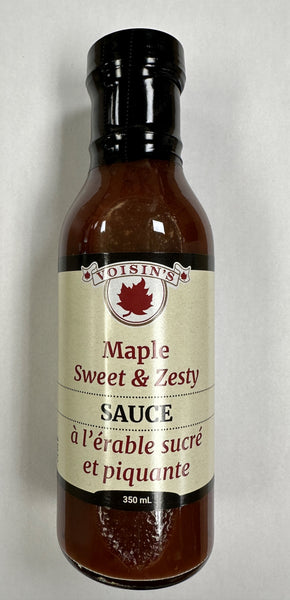 VOISIN'S
Maple
Sweet & Zesty
SAUCE
à l'érable sucré
et piquante
350 mL